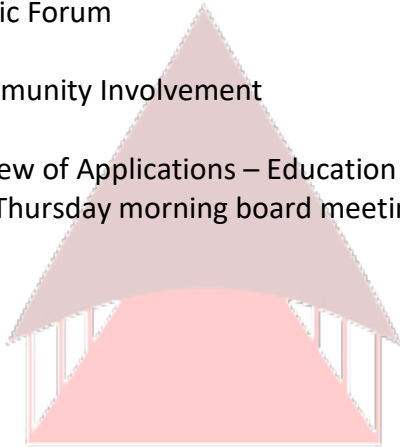 ic Forum
munity Involvement
ew of Applications – Education
Thursday morning board meetin